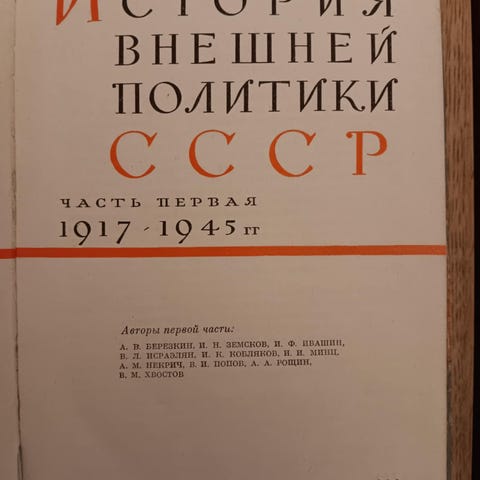 ИСТОРИЯ
ВНЕШНЕЙ
ПОЛИТИКИ
СССР
ЧАСТЬ ПЕРВАЯ
1917-1945 гг
Авторы первой части:
А. В. БЕРЕЗКИН, И. Н. ЗЕМСКОВ, И. Ф. ИВАШИН,
В. Л. ИСРАЭЛЯН, И. К. КОБЛЯКОВ, И. И. МИНЦ,
А. М. НЕКРИЧ, В. И. ПОПОВ, А. А. РОЩИН,
В. М. ХВОСТОВ